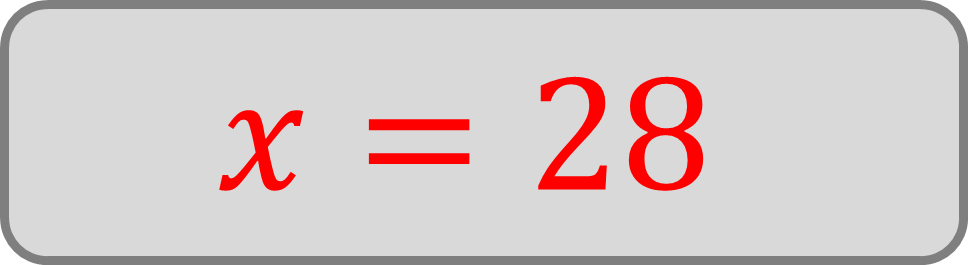 x = 28